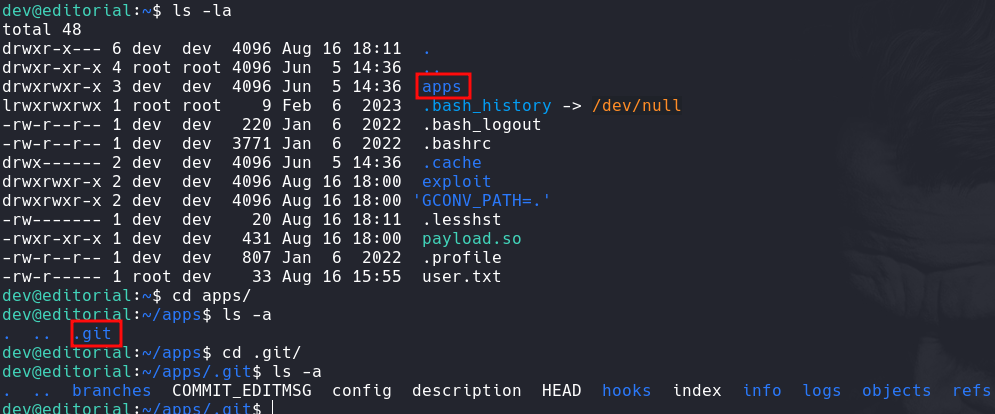 dev@editorial:~$ ls -la
total 48
drwxr-x--- 6 dev  dev  4096 Aug 16 18:11  .
drwxr-xr-x 4 root root 4096 Jun  5 14:36  ..
drwxrwxr-x 3 dev  dev  4096 Jun  5 14:36  apps
lrwxrwxrwx 1 root root    9 Feb  6  2023  .bash_history -> /dev/null
-rw-r--r-- 1 dev  dev   220 Jan  6  2022  .bash_logout
-rw-r--r-- 1 dev  dev  3771 Jan  6  2022  .bashrc
drwx------ 2 dev  dev  4096 Jun  5 14:36  .cache
drwxrwxr-x 2 dev  dev  4096 Aug 16 18:00  exploit
drwxrwxr-x 2 dev  dev  4096 Aug 16 18:00 'GCONV_PATH=.'
-rw------- 1 dev  dev    20 Aug 16 18:11  .lesshst
-rwxr-xr-x 1 dev  dev   431 Aug 16 18:00  payload.so
-rw-r--r-- 1 dev  dev   807 Jan  6  2022  .profile
-rw-r----- 1 root dev    33 Aug 16 15:55  user.txt
dev@editorial:~$ cd apps/
dev@editorial:~/apps$ ls -a
.  ..  .git
dev@editorial:~/apps$ cd .git/
dev@editorial:~/apps/.git$ ls -a
.  ..  branches  COMMIT_EDITMSG  config  description  HEAD  hooks  index  info  logs  objects  refs
dev@editorial:~/apps/.git$